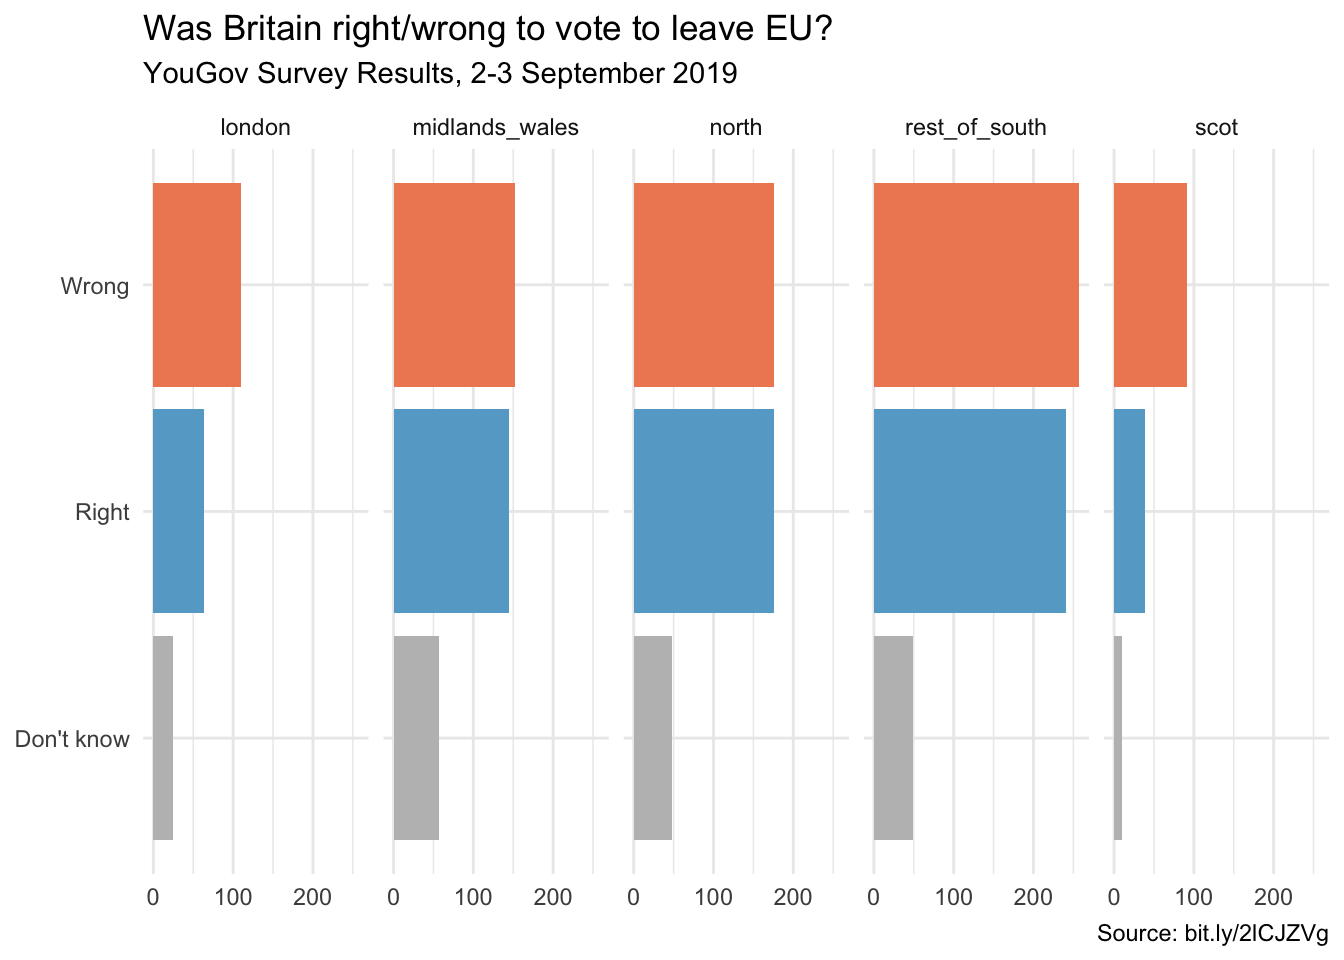 Was Britain right/wrong to vote to leave EU?
YouGov Survey Results, 2-3 September 2019
london midlands_wales north rest_of_south scot
Wrong
Right
Don't know
0 100 200 0 100 200 0 100 200 0 100 200 0 100 200
Source: bit.ly/2lCJZVg